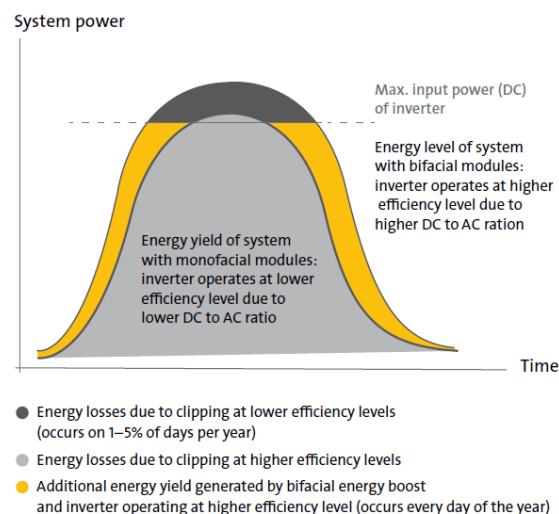 System power
Max. input power (DC)
of inverter
Energy level of system
with bifacial modules:
inverter operates at higher
efficiency level due to
higher DC to AC ration
Energy yield of system
with monofacial modules:
inverter operates at lower
efficiency level due to
lower DC to AC ratio
Time
Energy losses due to clipping at lower efficiency levels
(occurs on 1–5% of days per year)
Energy losses due to clipping at higher efficiency levels
Additional energy yield generated by bifacial energy boost
and inverter operating at higher efficiency level (occurs every day of the year)